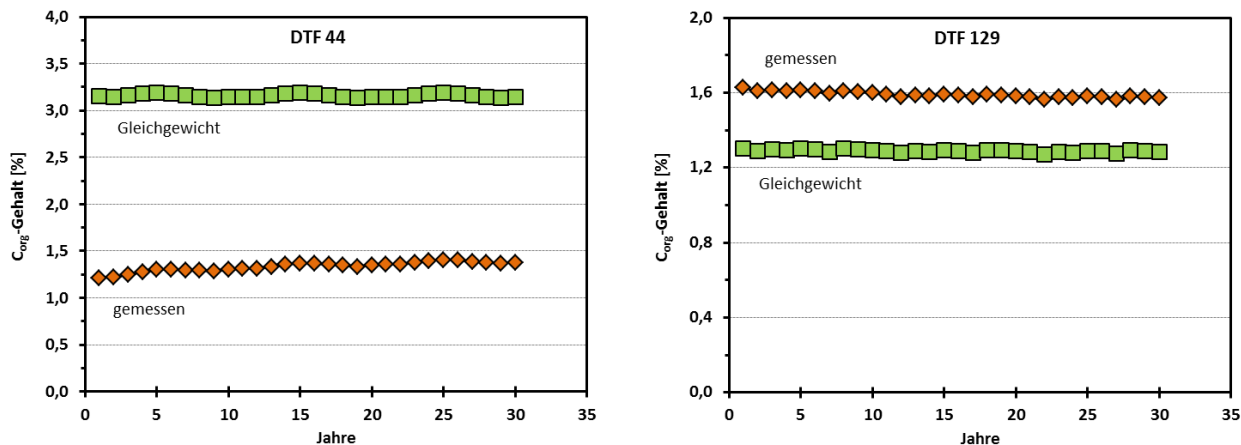 DTF 44
4,0
3,5
3,0
2,5
2,0
1,5
1,0
0,5
0,0
Corg-Gehalt [%]
Gleichgewicht
gemessen
0 5 10 15 20 25 30 35
Jahre
DTF 129
2,0
1,6
1,2
0,8
0,4
0,0
Corg-Gehalt [%]
gemessen
Gleichgewicht
0 5 10 15 20 25 30 35
Jahre